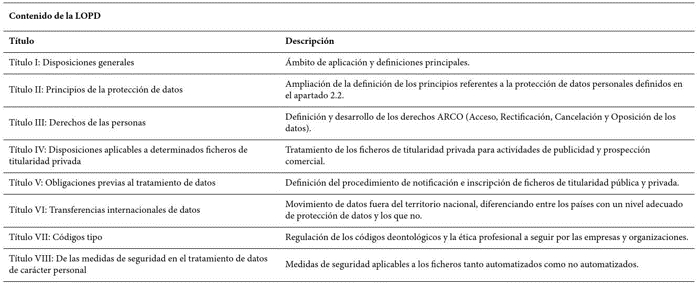 Contenido de la LOPD
Título Descripción
Título I: Disposiciones generales Ámbito de aplicación y definiciones principales.
Título II: Principios de la protección de datos Ampliación de la definición de los principios referentes a la protección de datos personales definidos
en el apartado 2.2.
Título III: Derechos de las personas Definición y desarrollo de los derechos ARCO (Acceso, Rectificación, Cancelación y Oposición de los
datos).
Título IV: Disposiciones aplicables a determinados ficheros de
titularidad privada
Tratamiento de los ficheros de titularidad privada para actividades de publicidad y prospección
comercial.
Título V: Obligaciones previas al tratamiento de datos Definición del procedimiento de notificación e inscripción de ficheros de titularidad pública y privada.
Título VI: Transferencias internacionales de datos Movimiento de datos fuera del territorio nacional, diferenciando entre los países con un nivel adecuado
de protección de datos y los que no.
Título VII: Códigos tipo Regulación de los códigos deontológicos y la ética profesional a seguir por las empresas y organizaciones.
Título VIII: De las medidas de seguridad en el tratamiento de datos
de carácter personal
Medidas de seguridad aplicables a los ficheros tanto automatizados como no automatizados.